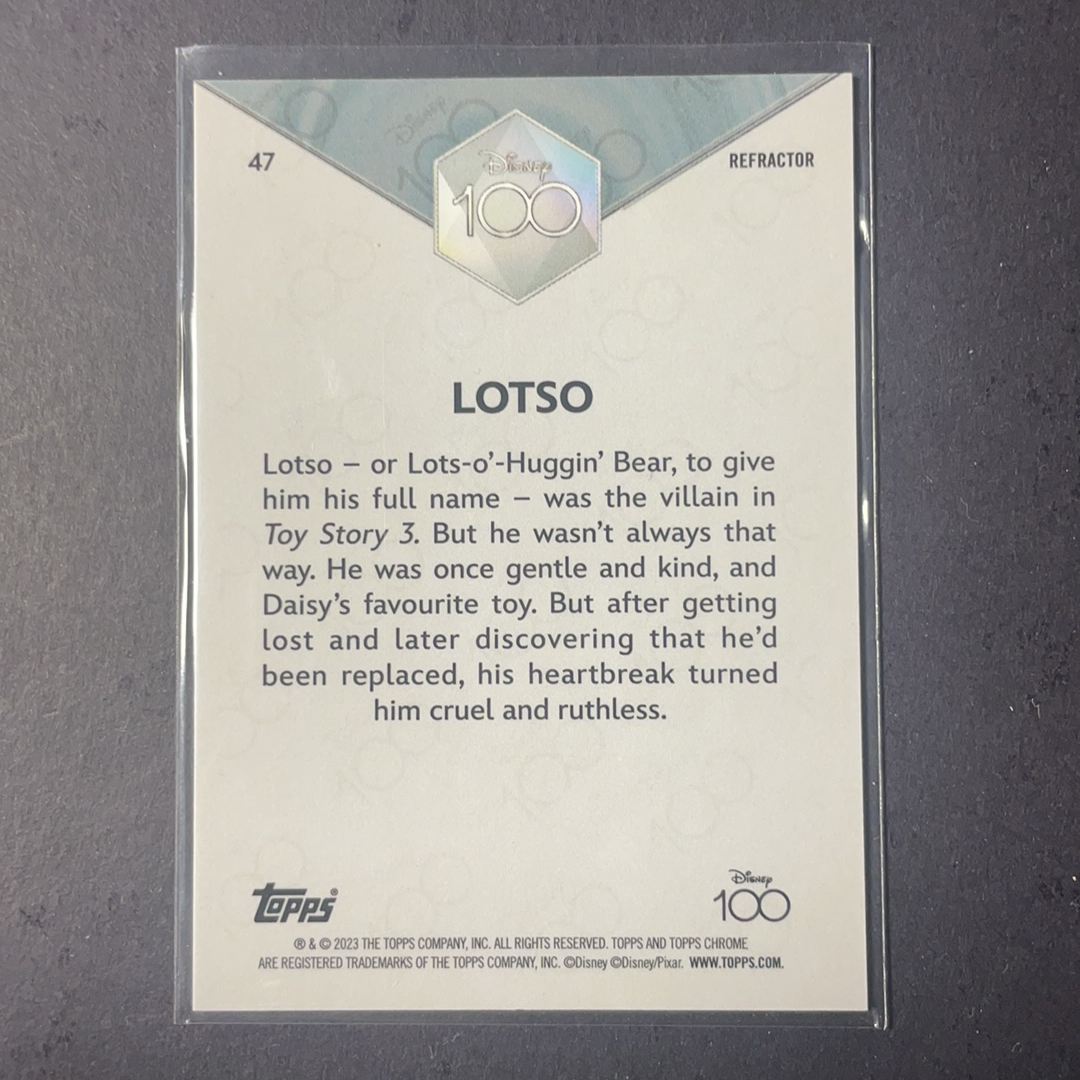 47
REFRACTOR
Disney
100
LOTSO
Lotso – or Lots-o’-Huggin’ Bear, to give
him his full name – was the villain in
Toy Story 3. But he wasn’t always that
way. He was once gentle and kind, and
Daisy’s favourite toy. But after getting
lost and later discovering that he’d
been replaced, his heartbreak turned
him cruel and ruthless.
topps®
Disney
100
® & © 2023 THE TOPPS COMPANY, INC. ALL RIGHTS RESERVED. TOPPS AND TOPPS CHROME
ARE REGISTERED TRADEMARKS OF THE TOPPS COMPANY, INC. ©Disney ©Disney/Pixar. WWW.TOPPS.COM.